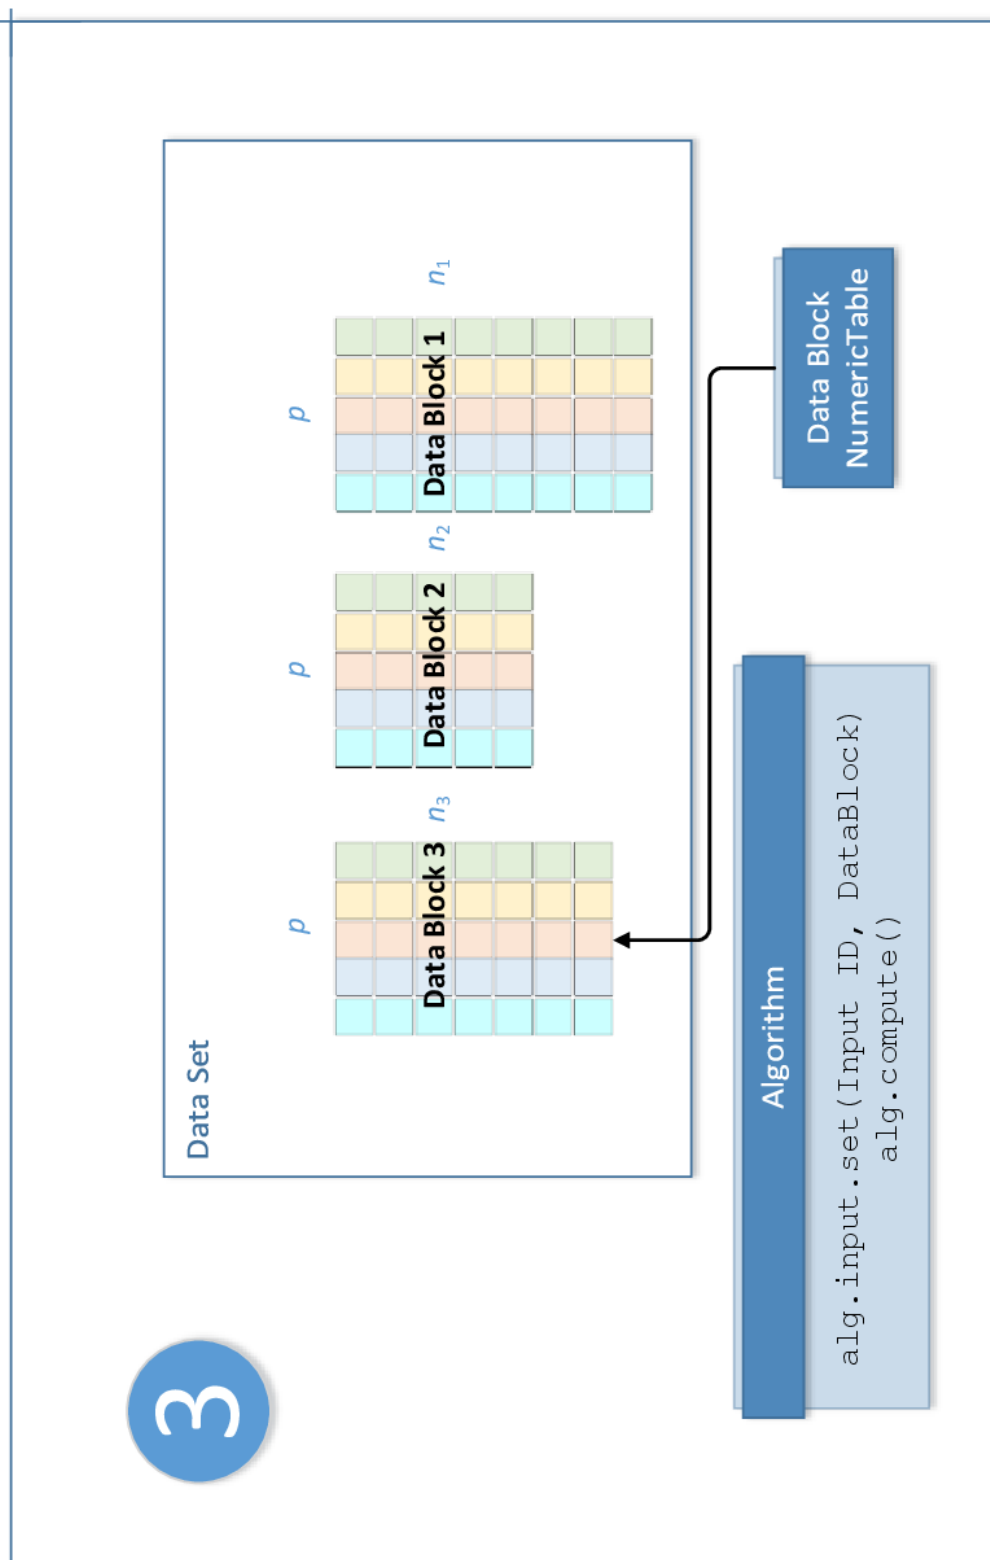 3
Data Set
p
p
p
Data Block 3
n₃
Data Block 2
n₂
Data Block 1
n₁
Algorithm
alg.input.set(Input ID, DataBlock)
alg.compute()
Data Block
NumericTable